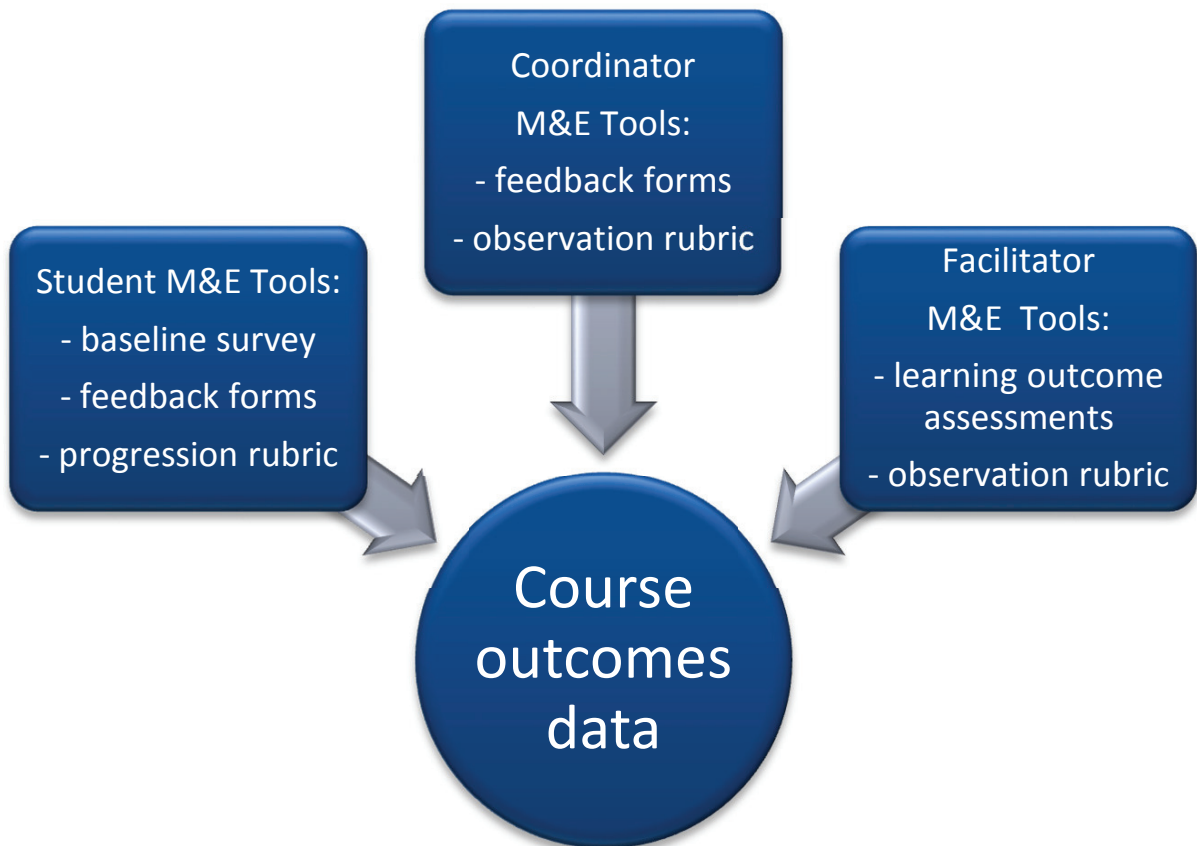 Student M&E Tools:
- baseline survey
- feedback forms
- progression rubric
Coordinator
M&E Tools:
- feedback forms
- observation rubric
Facilitator
M&E Tools:
- learning outcome
assessments
- observation rubric
Course
outcomes
data